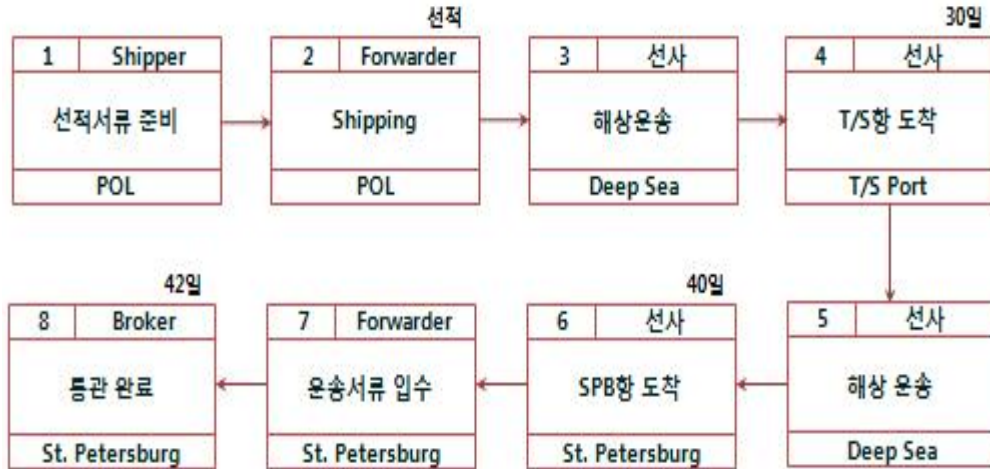 선적
30일
1 Shipper
2 Forwarder
3 선사
4 선사
선적서류 준비
Shipping
해상운송
T/S항 도착
POL
POL
Deep Sea
T/S Port
42일
40일
8 Broker
7 Forwarder
6 선사
5 선사
통관 완료
운송서류 입수
SPB항 도착
해상 운송
St. Petersburg
St. Petersburg
St. Petersburg
Deep Sea